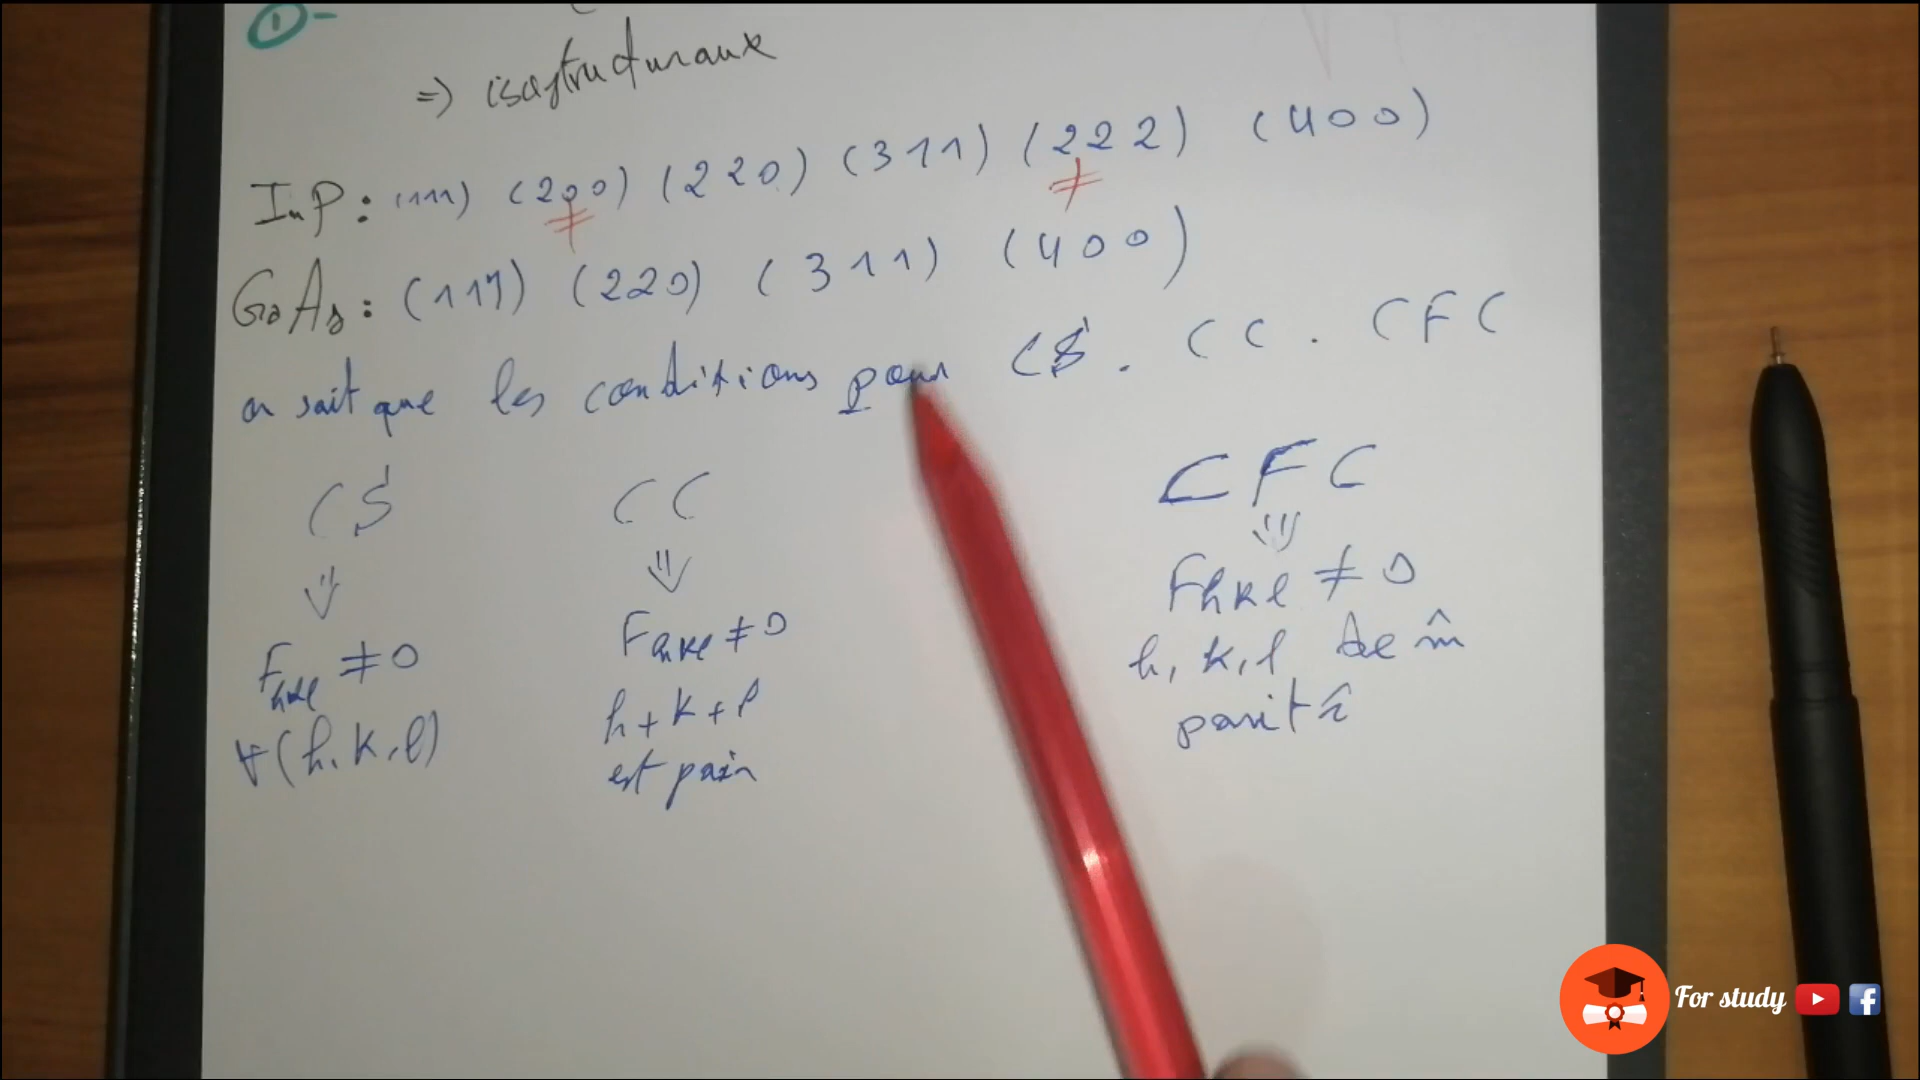 ①-
=> isostructuraux
InP : (111) (200) (220) (311) (222) (400)
≠ ≠
GaAs : (111) (220) (311) (400)
on sait que les conditions pour CS . CC . CFC
CS CC CFC
⇓ ⇓ ⇓
Fhkl ≠ 0 Fhkl ≠ 0 Fhkl ≠ 0
∀(h,k,l) h+k+l h, k, l de m̂
est pair parité
For study